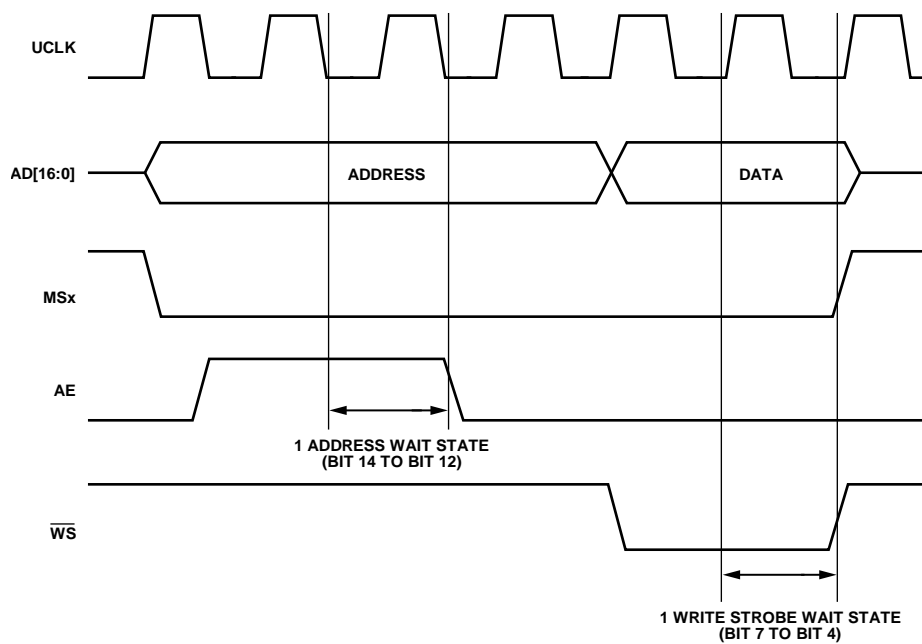 UCLK
AD[16:0]
ADDRESS
DATA
MSx
AE
1 ADDRESS WAIT STATE
(BIT 14 TO BIT 12)
WS
1 WRITE STROBE WAIT STATE
(BIT 7 TO BIT 4)